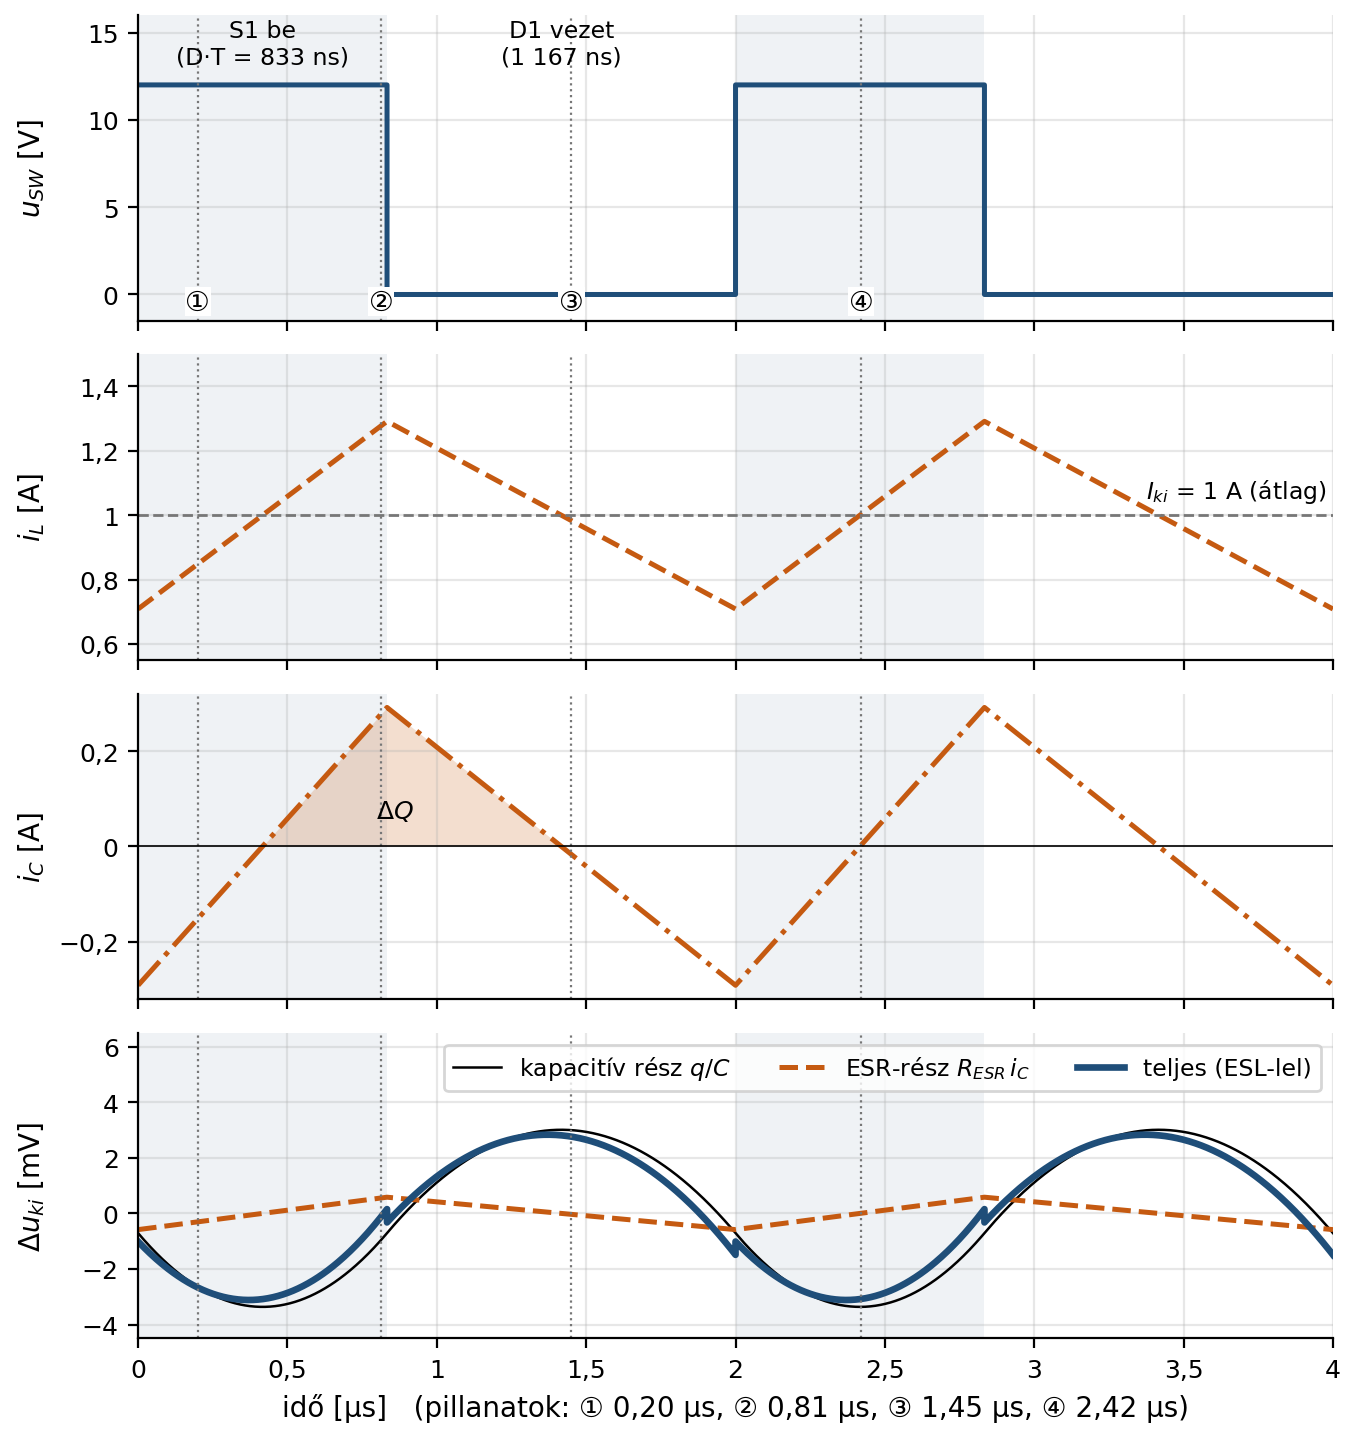 S1 be
(D·T = 833 ns)
D1 vezet
(1 167 ns)
u_SW [V]
15
10
5
0
① ② ③ ④
i_L [A]
1,4
1,2
1
0,8
0,6
I_ki = 1 A (átlag)
i_C [A]
0,2
0
−0,2
ΔQ
Δu_ki [mV]
6
4
2
0
−2
−4
kapacitív rész q/C
ESR-rész R_ESR i_C
teljes (ESL-lel)
0 0,5 1 1,5 2 2,5 3 3,5 4
idő [µs] (pillanatok: ① 0,20 µs, ② 0,81 µs, ③ 1,45 µs, ④ 2,42 µs)